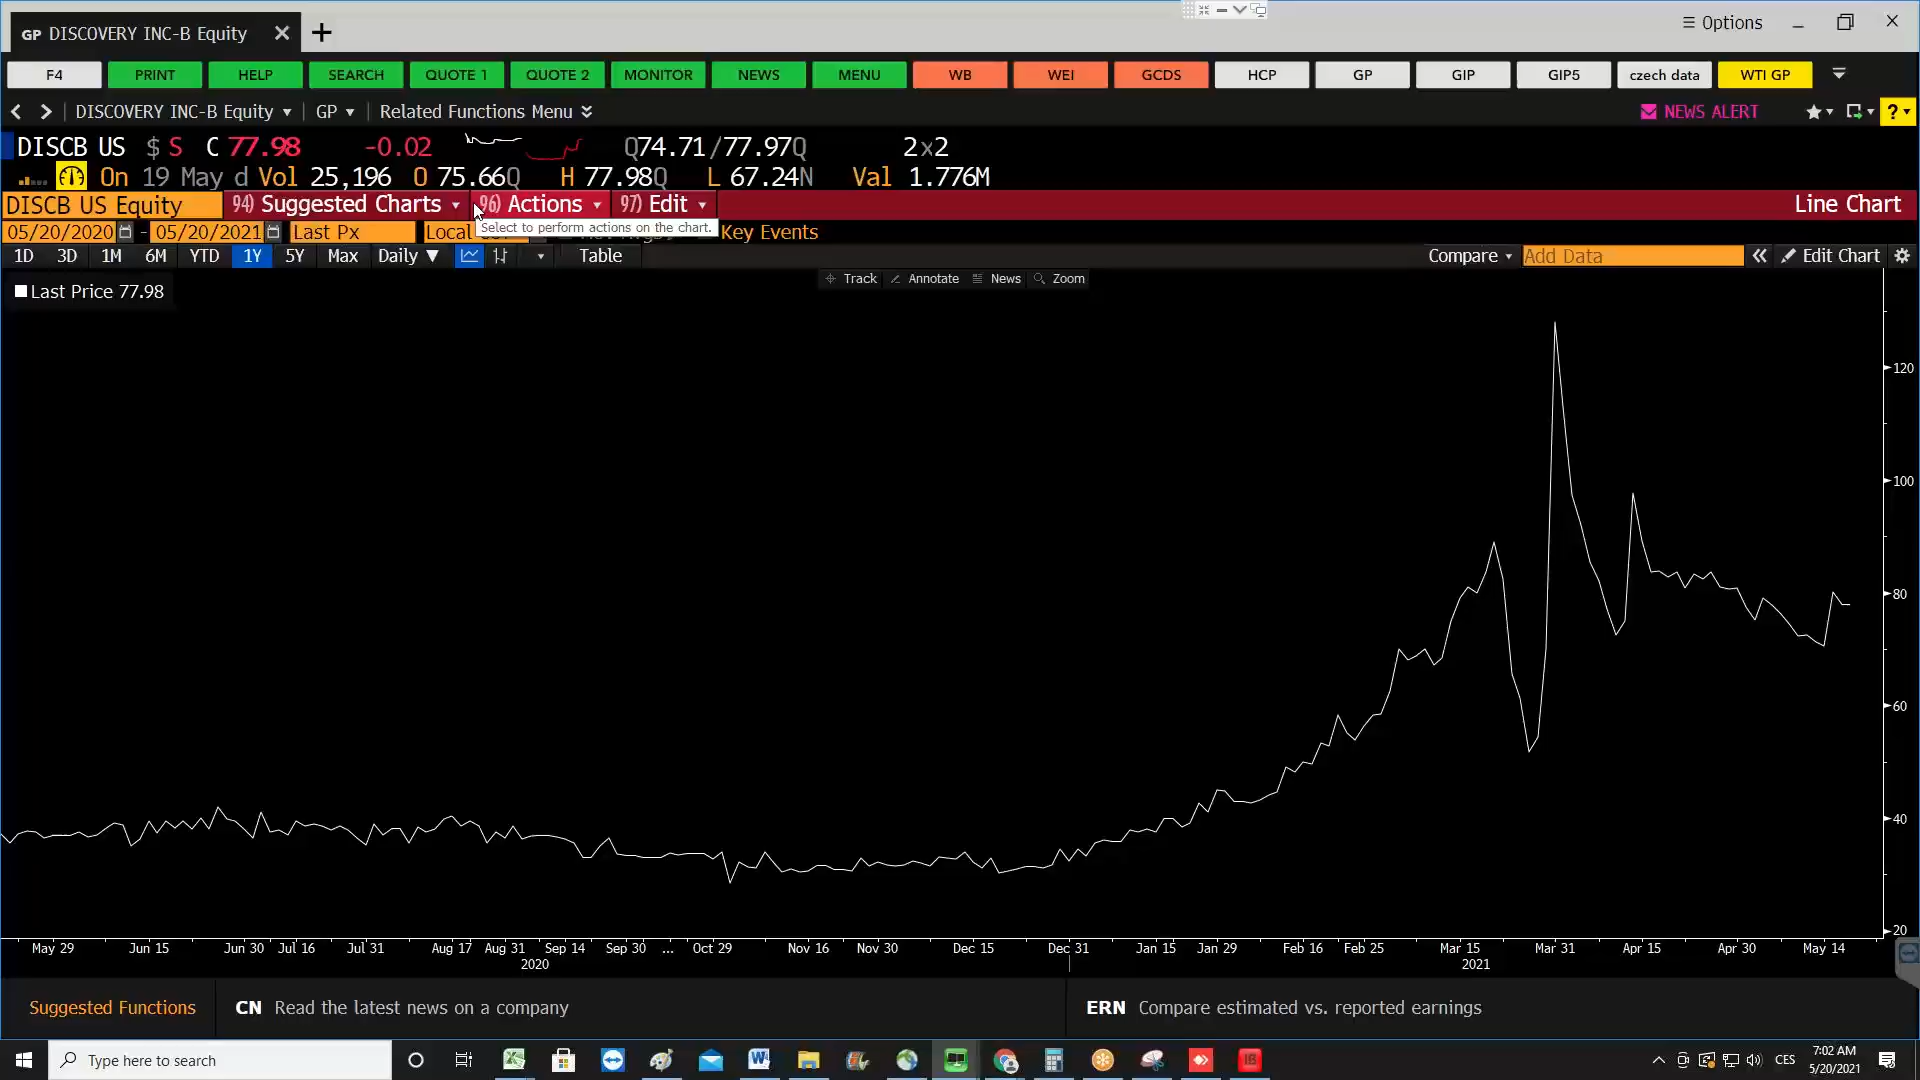 GP DISCOVERY INC-B Equity
Options
F4 PRINT HELP SEARCH QUOTE 1 QUOTE 2 MONITOR NEWS MENU WB WEI GCDS HCP GP GIP GIP5 czech data WTI GP
DISCOVERY INC-B Equity GP Related Functions Menu NEWS ALERT ?
DISCB US $ S C 77.98 -0.02 Q74.71/77.97Q 2x2
On 19 May d Vol 25,196 O 75.66Q H 77.98Q L 67.24N Val 1.776M
DISCB US Equity 94) Suggested Charts 96) Actions 97) Edit Line Chart
Select to perform actions on the chart.
05/20/2020 - 05/20/2021 Last Px Local Key Events
1D 3D 1M 6M YTD 1Y 5Y Max Daily ▼ Table Compare Add Data « Edit Chart
Track Annotate News Zoom
Last Price 77.98
120
100
80
60
40
20
May 29 Jun 15 Jun 30 Jul 16 Jul 31 Aug 17 Aug 31 Sep 14 Sep 30 ... Oct 29 Nov 16 Nov 30 Dec 15 Dec 31 Jan 15 Jan 29 Feb 16 Feb 25 Mar 15 Mar 31 Apr 15 Apr 30 May 14
2020 2021
Suggested Functions CN Read the latest news on a company ERN Compare estimated vs. reported earnings
Type here to search
CES
7:02 AM
5/20/2021